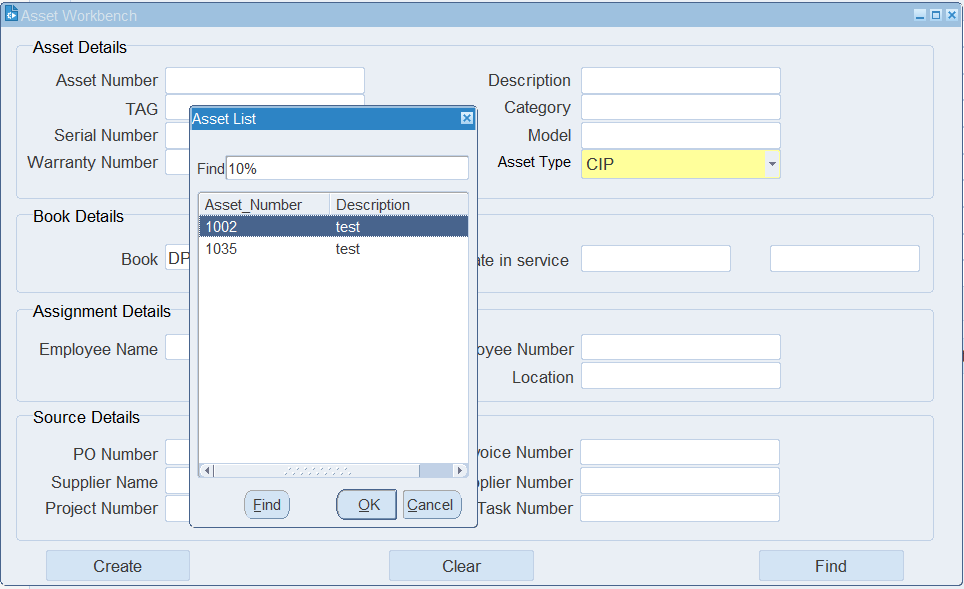 Asset Workbench
Asset Details
Asset Number
Description
TAG
Category
Serial Number
Model
Warranty Number
Asset Type CIP
Asset List
Find 10%
Asset_Number Description
1002 test
1035 test
Find OK Cancel
Book Details
Book DP
ate in service
Assignment Details
Employee Name
oyee Number
Location
Source Details
PO Number
voice Number
Supplier Name
plier Number
Project Number
Task Number
Create Clear Find